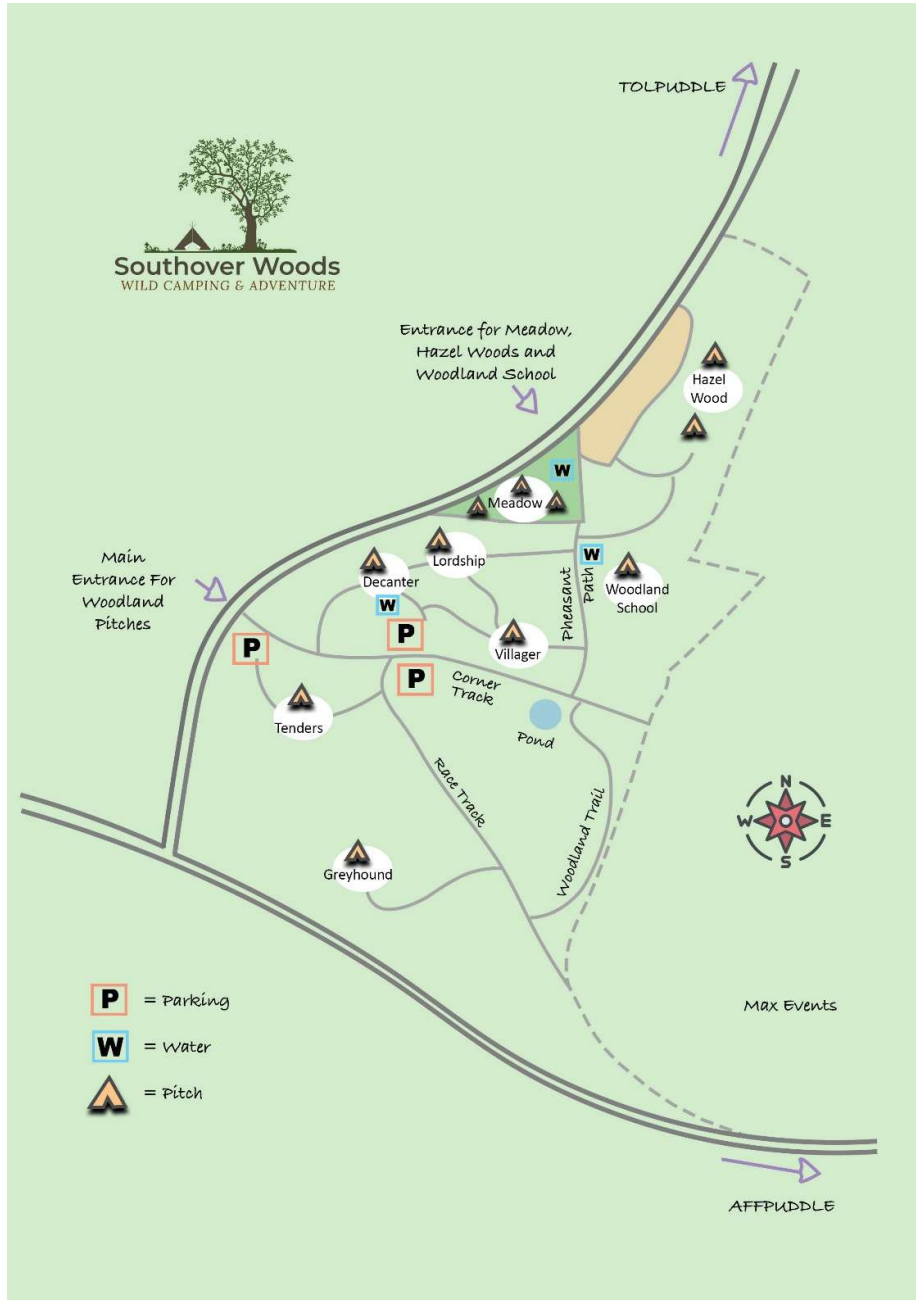 TOLPUDDLE
Southover Woods
WILD CAMPING & ADVENTURE
Entrance for Meadow,
Hazel Woods and
Woodland School
Hazel
Wood
W
Meadow
Main
Entrance For
Woodland
Pitches
Lordship
Decanter
W
Pheasant
Path
W
Woodland
School
P
P
Villager
P
Corner
Track
Tenders
Pond
Race Track
Woodland Trail
N
W E
S
Greyhound
P = Parking
W = Water
= Pitch
Max Events
AFFPUDDLE